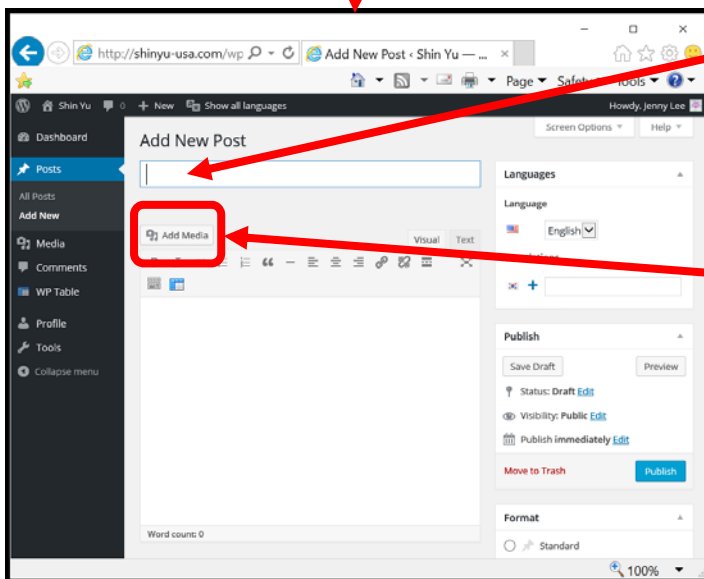 http://shinyu-usa.com/wp
Add New Post ‹ Shin Yu — ...
Page
Safety
Tools
Shin Yu
0
+ New
Show all languages
Howdy, Jenny Lee
Dashboard
Posts
All Posts
Add New
Media
Comments
WP Table
Profile
Tools
Collapse menu
Screen Options
Help
Add New Post
Add Media
Visual
Text
Word count: 0
Languages
Language
English
Publish
Save Draft
Preview
Status: Draft Edit
Visibility: Public Edit
Publish immediately Edit
Move to Trash
Publish
Format
Standard
100%